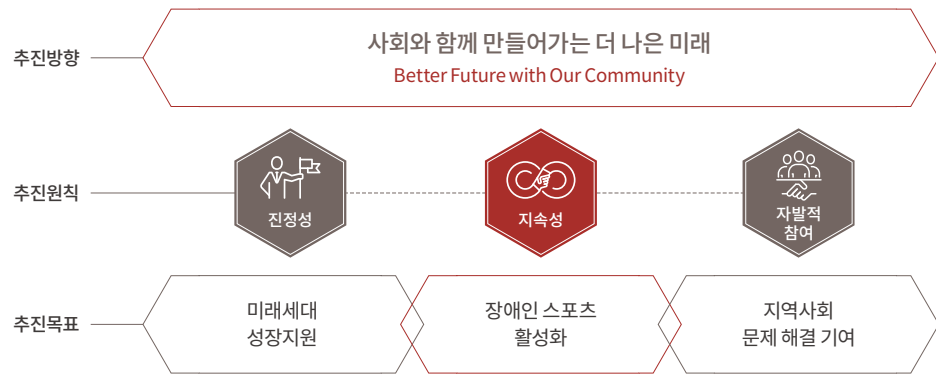 추진방향
사회와 함께 만들어가는 더 나은 미래
Better Future with Our Community
추진원칙
진정성
지속성
자발적
참여
추진목표
미래세대
성장지원
장애인 스포츠
활성화
지역사회
문제 해결 기여